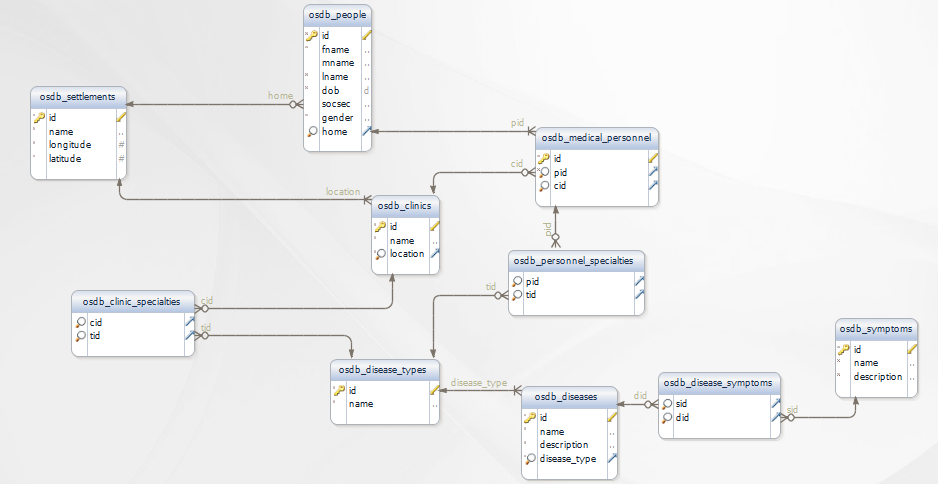 osdb_people
id
fname
mname
lname
dob d
socsec
gender
home
home
osdb_settlements
id
name
longitude #
latitude #
pid
osdb_medical_personnel
id
pid
cid
cid
location
osdb_clinics
id
name
location
pid
osdb_personnel_specialties
pid
tid
tid
osdb_clinic_specialties
cid
tid
cid
tid
osdb_disease_types
id
name
disease_type
osdb_diseases
id
name
description
disease_type
did
osdb_disease_symptoms
sid
did
sid
osdb_symptoms
id
name
description